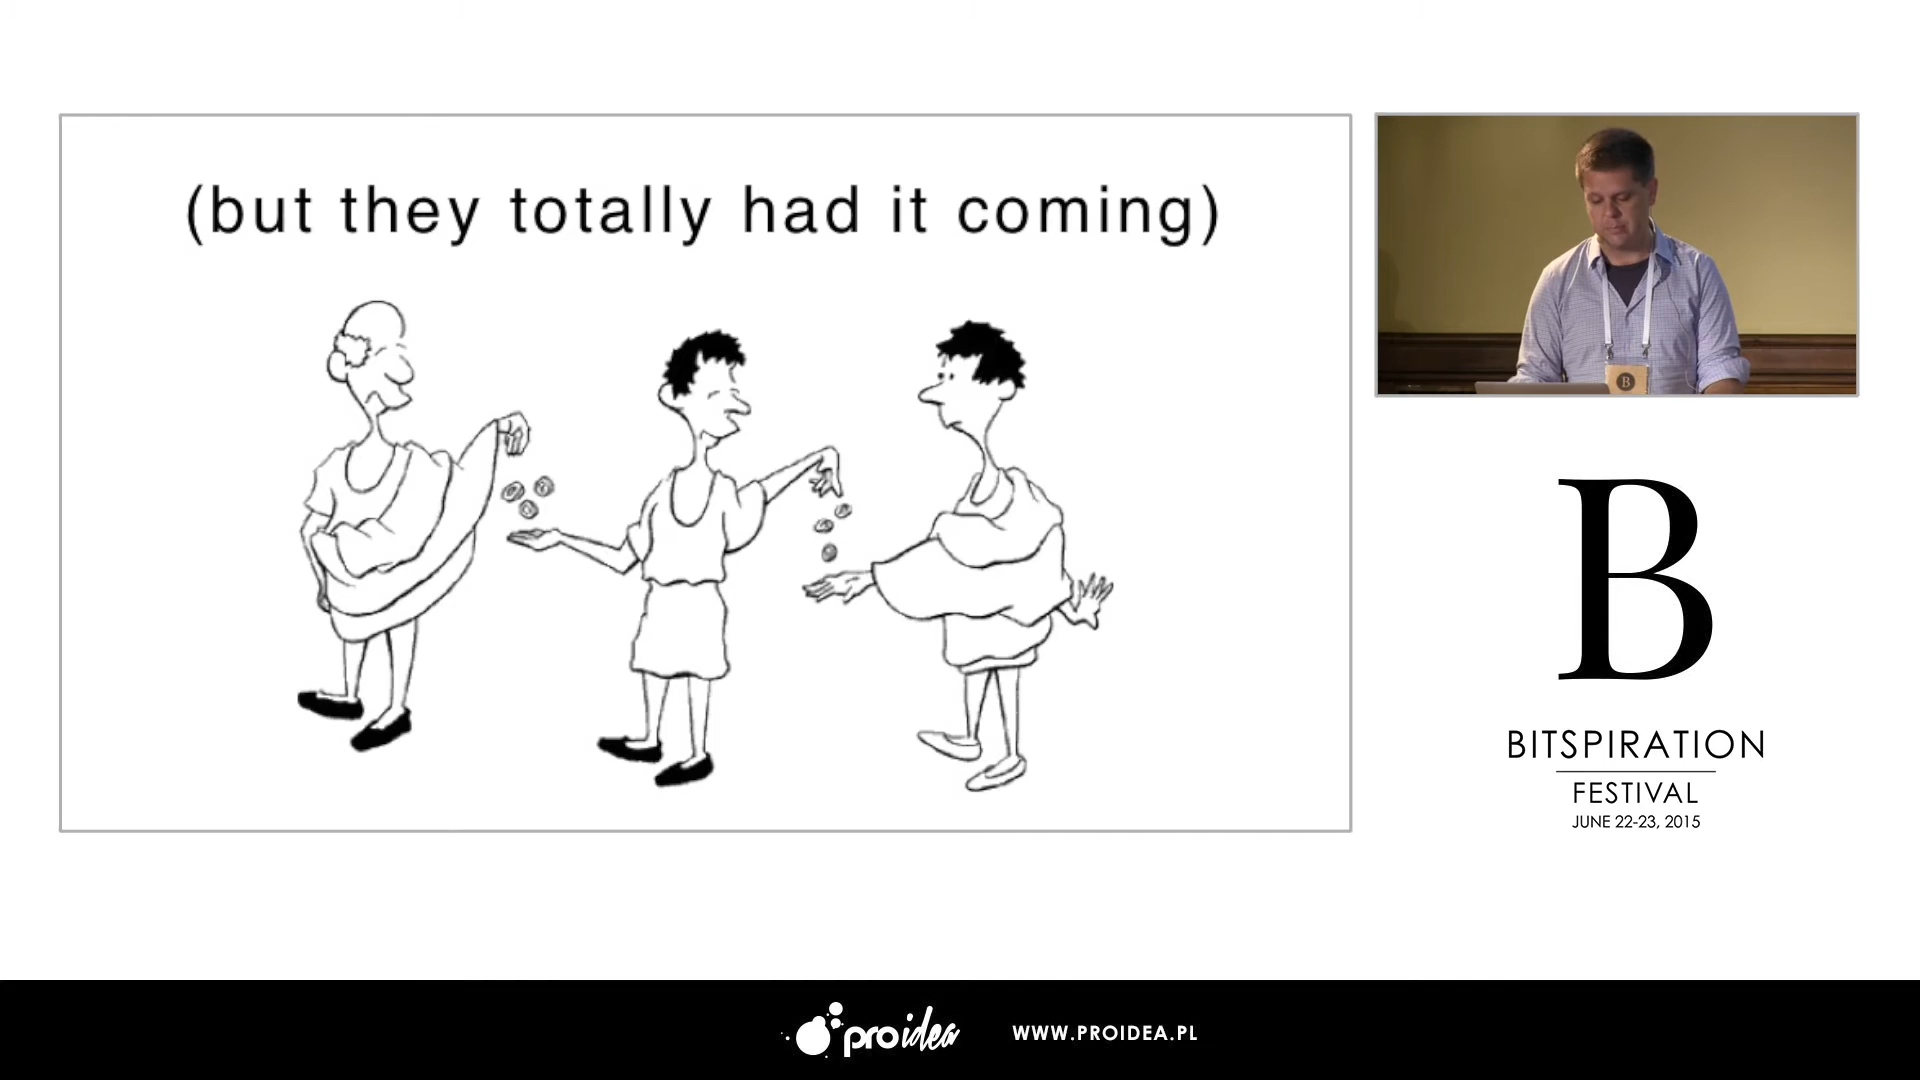 (but they totally had it coming)
B
B
BITSPIRATION
FESTIVAL
JUNE 22-23, 2015
proidea
WWW.PROIDEA.PL